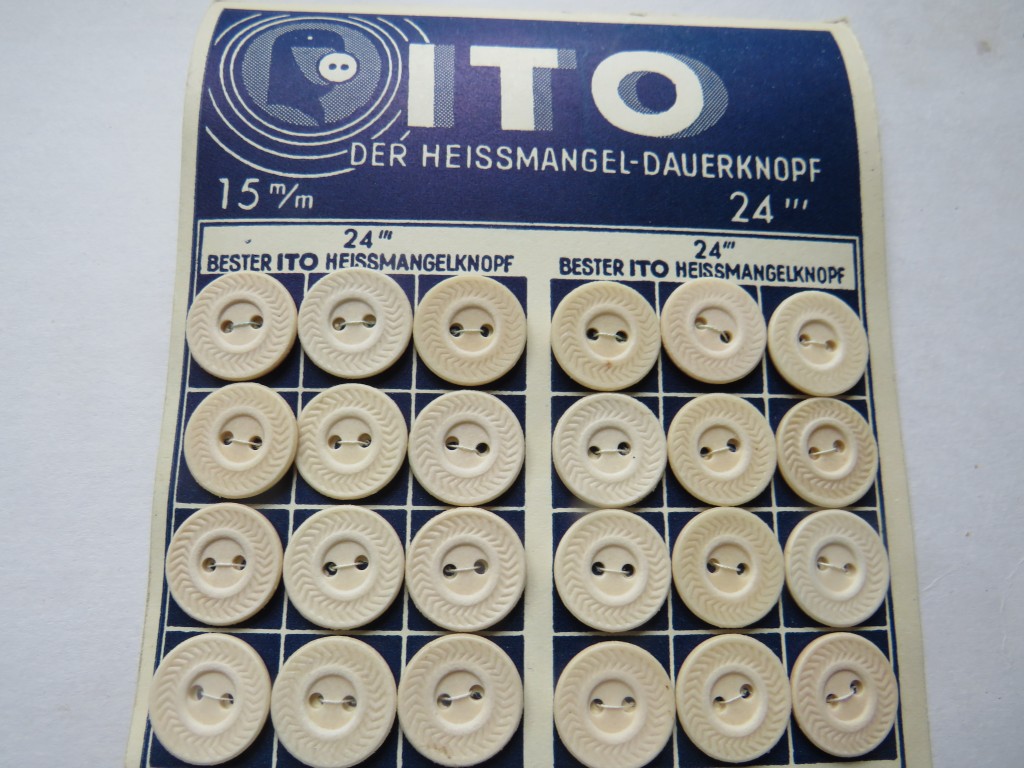 ITO
DER HEISSMANGEL-DAUERKNOPF
15 m/m 24'''
24'''
BESTER ITO HEISSMANGELKNOPF
24'''
BESTER ITO HEISSMANGELKNOPF